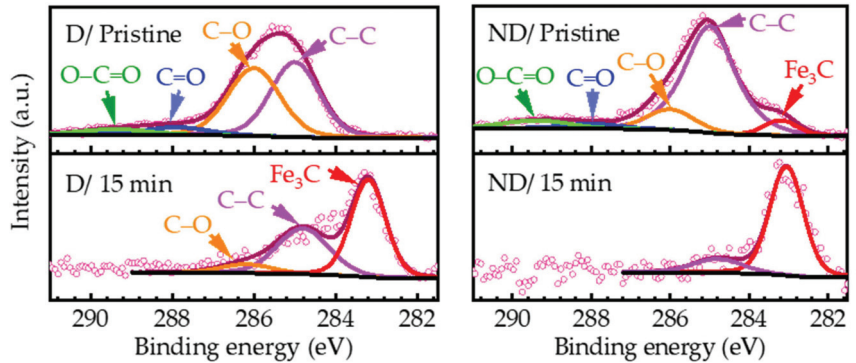 D/ Pristine
C–O
C–C
O–C=O
C=O
ND/ Pristine
C–C
C–O
O–C=O
C=O
Fe₃C
D/ 15 min
Fe₃C
C–C
C–O
ND/ 15 min
Intensity (a.u.)
290 288 286 284 282
290 288 286 284 282
Binding energy (eV)
Binding energy (eV)